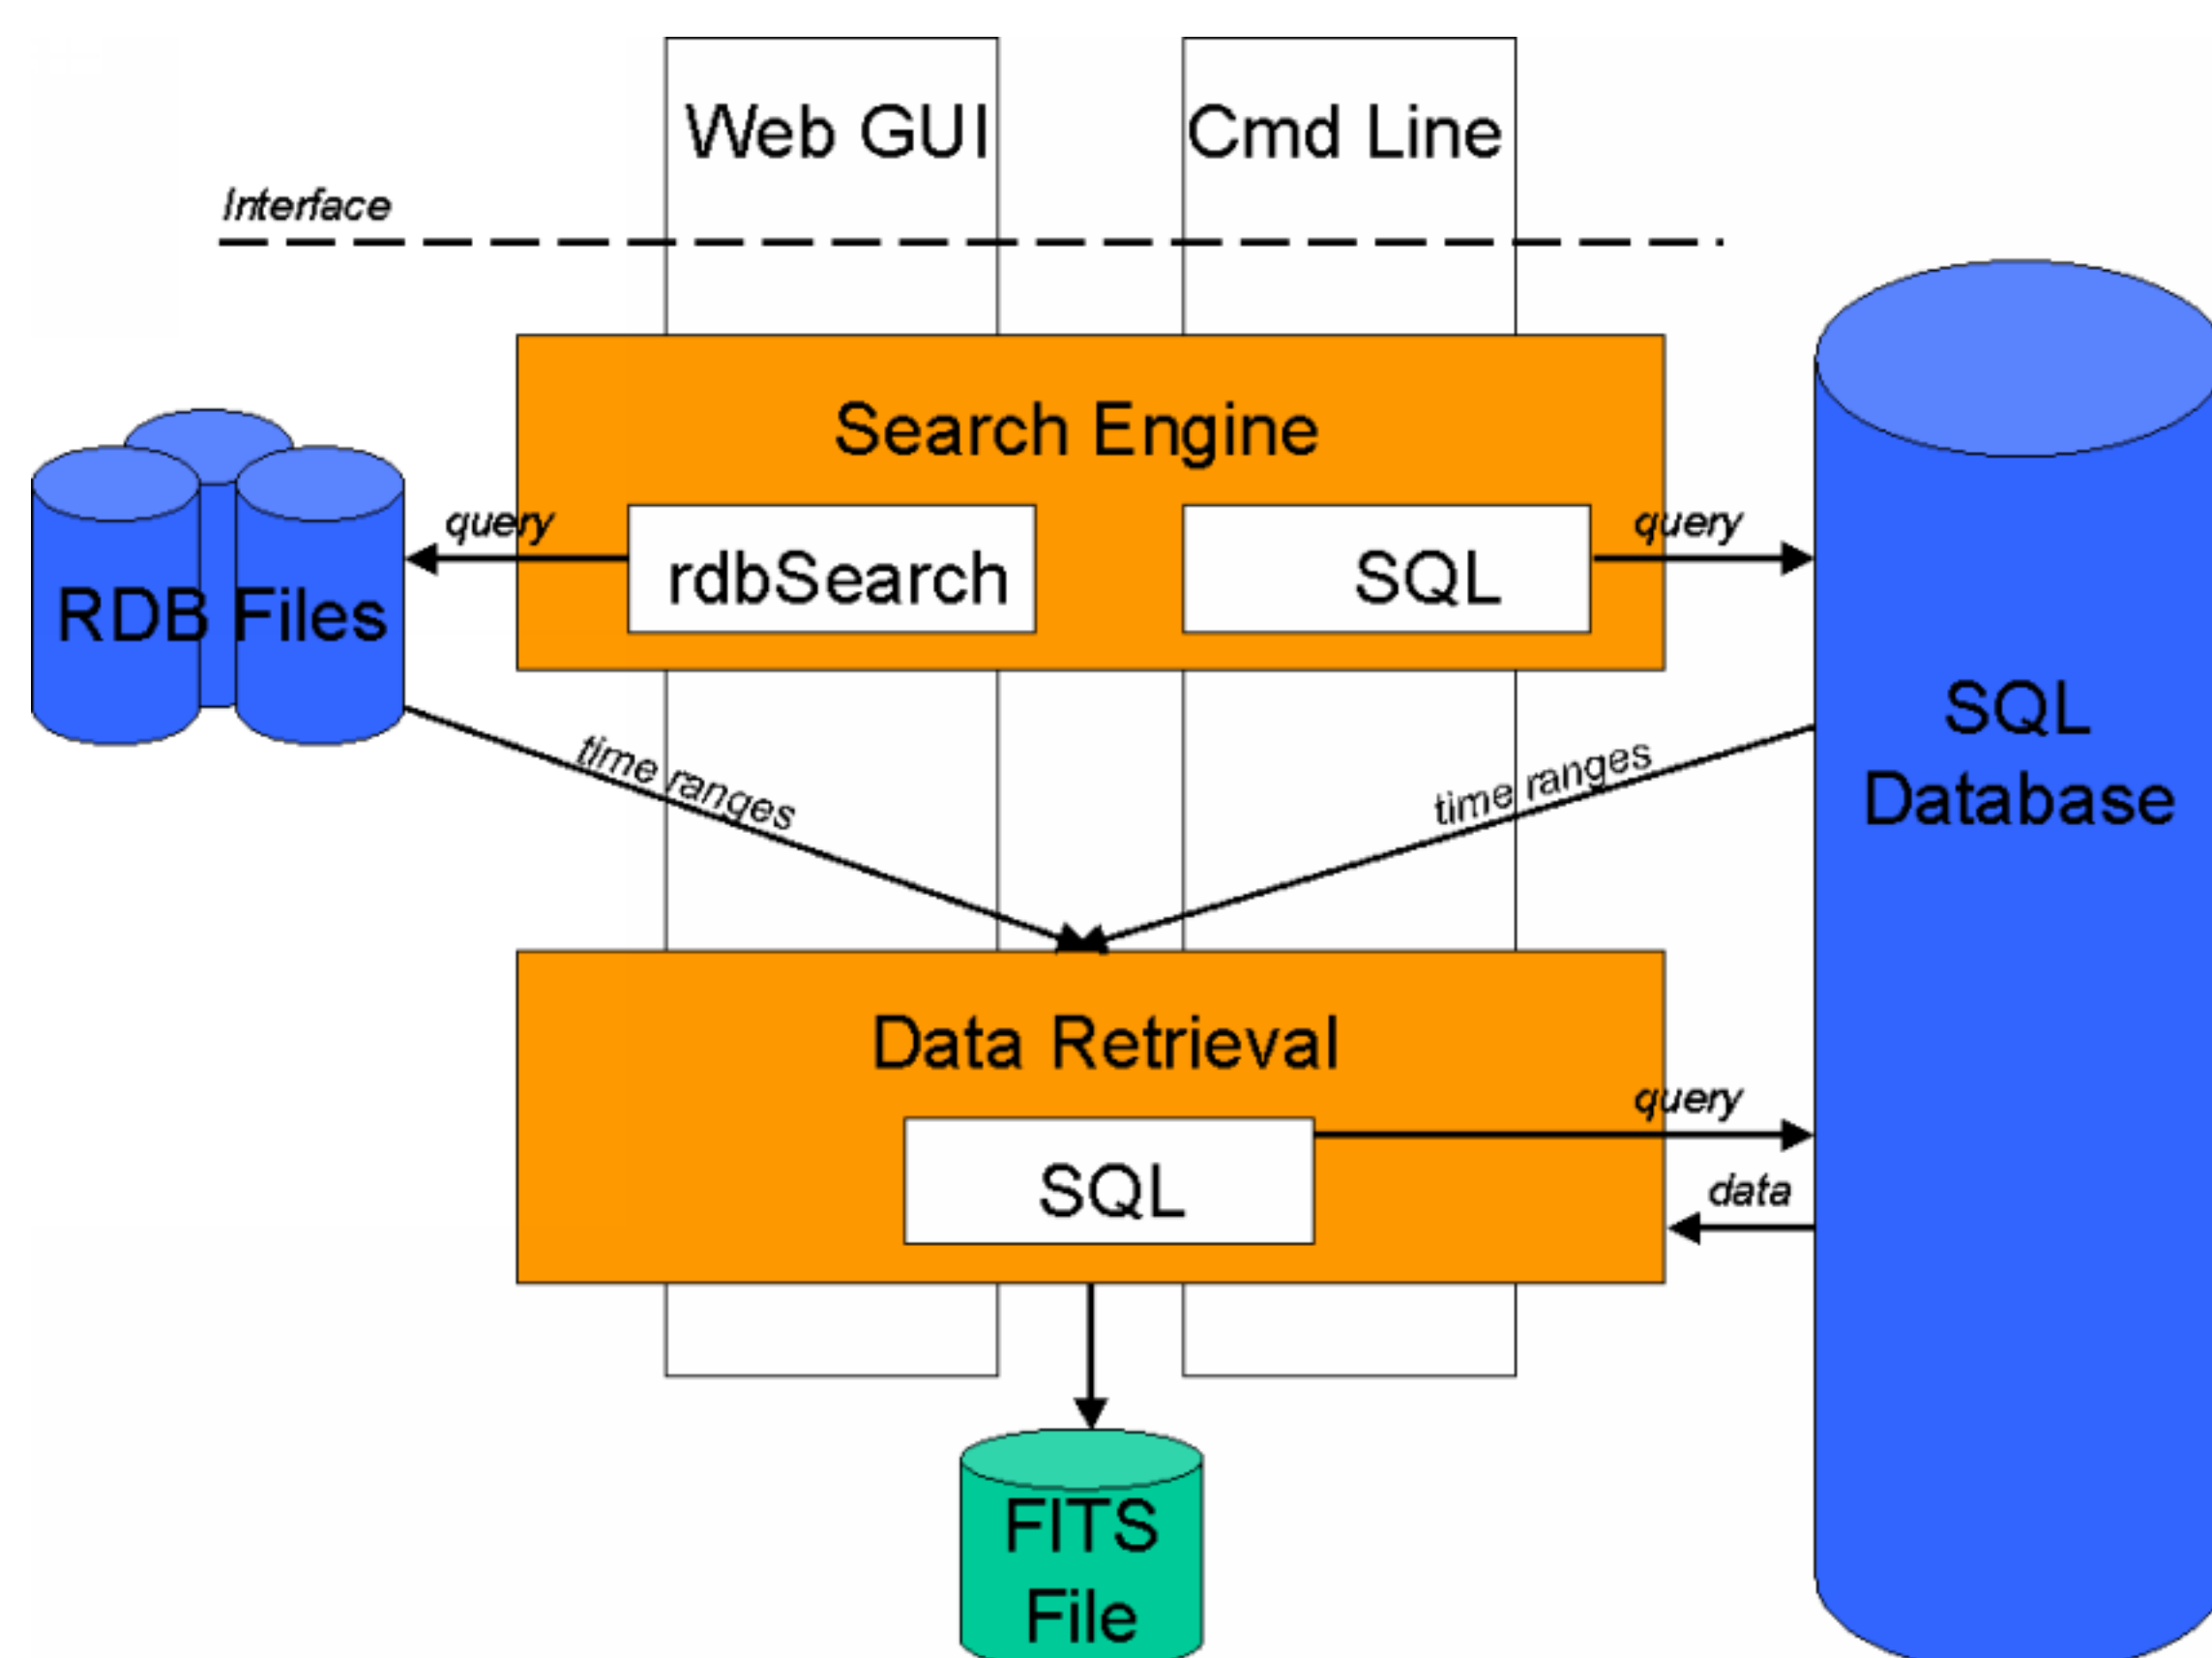 Web GUI
Cmd Line
Interface
Search Engine
query
query
rdbSearch
SQL
RDB Files
SQL
Database
time ranges
time ranges
Data Retrieval
query
SQL
data
FITS
File